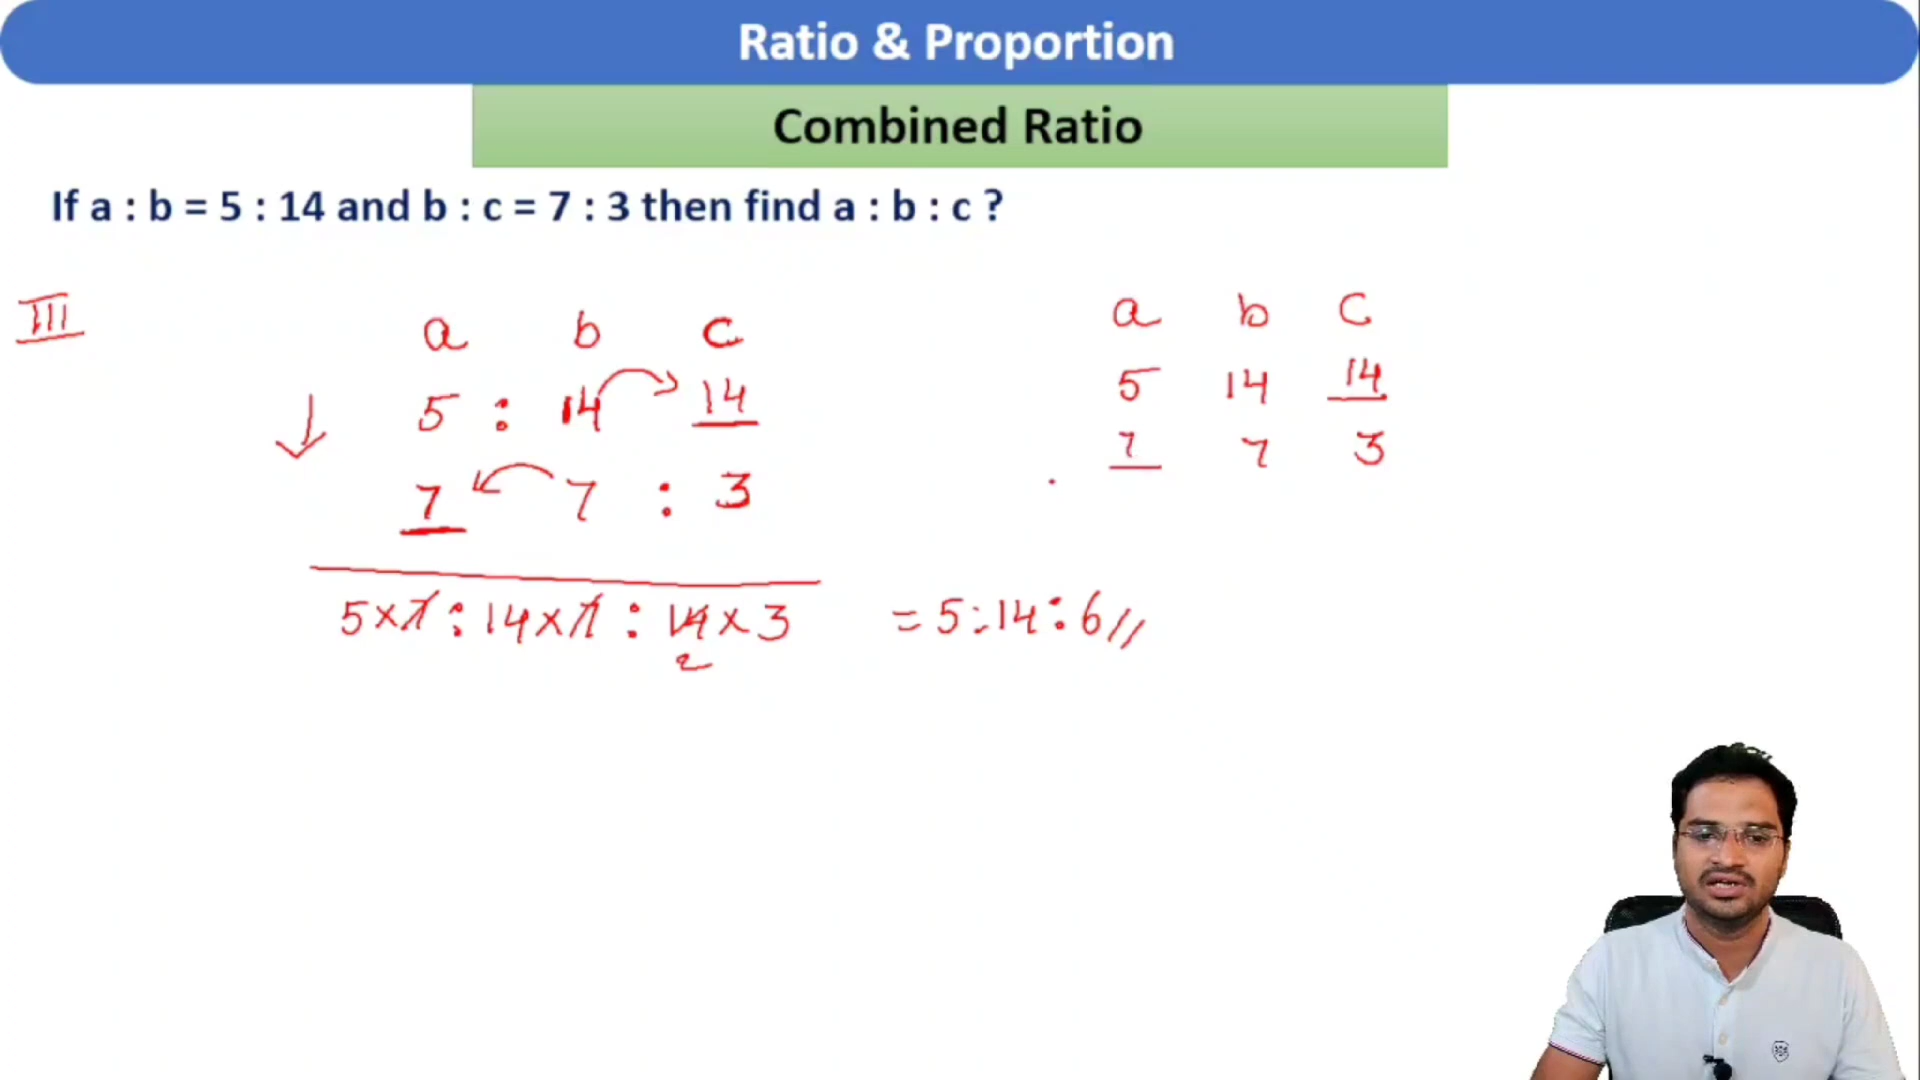 Ratio & Proportion
Combined Ratio
If a : b = 5 : 14 and b : c = 7 : 3 then find a : b : c ?
III
a b c
5 : 14 14
7 7 : 3
5×7 : 14×7 : 14×3 = 5:14:6//
2
a b c
5 14 14
7 7 3